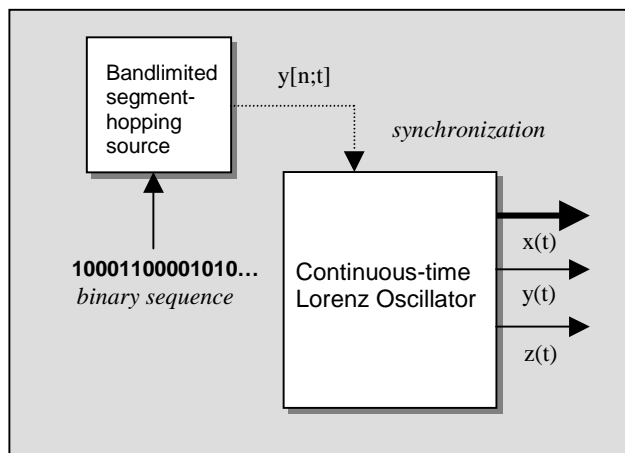 Bandlimited
segment-
hopping
source
y[n;t]
synchronization
10001100001010…
binary sequence
Continuous-time
Lorenz Oscillator
x(t)
y(t)
z(t)